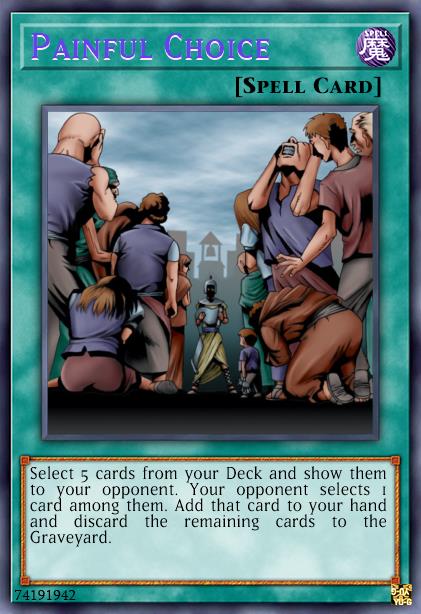 Painful Choice
SPELL
魔
[Spell Card]
Select 5 cards from your Deck and show them
to your opponent. Your opponent selects 1
card among them. Add that card to your hand
and discard the remaining cards to the
Graveyard.
74191942